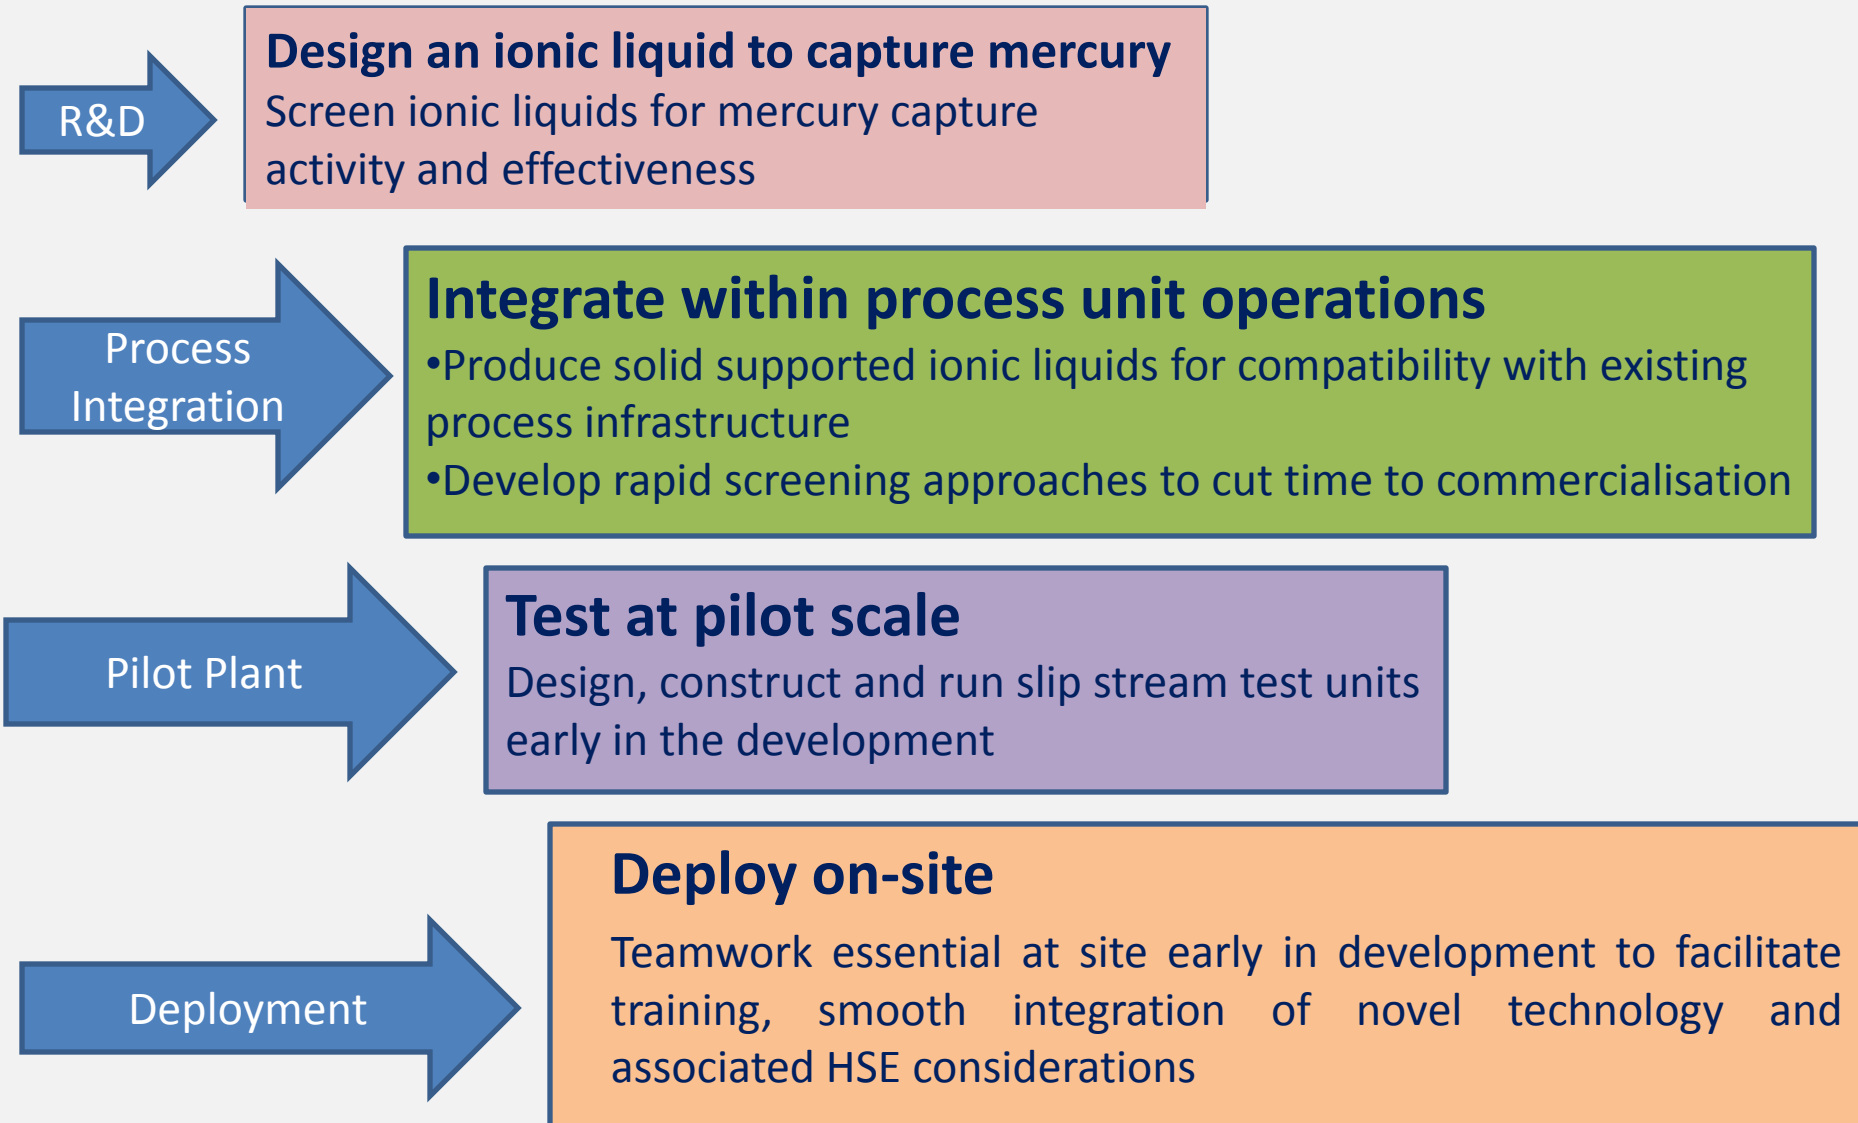 R&D
Design an ionic liquid to capture mercury
Screen ionic liquids for mercury capture
activity and effectiveness
Process
Integration
Integrate within process unit operations
•Produce solid supported ionic liquids for compatibility with existing
process infrastructure
•Develop rapid screening approaches to cut time to commercialisation
Pilot Plant
Test at pilot scale
Design, construct and run slip stream test units
early in the development
Deployment
Deploy on-site
Teamwork essential at site early in development to facilitate
training, smooth integration of novel technology and
associated HSE considerations